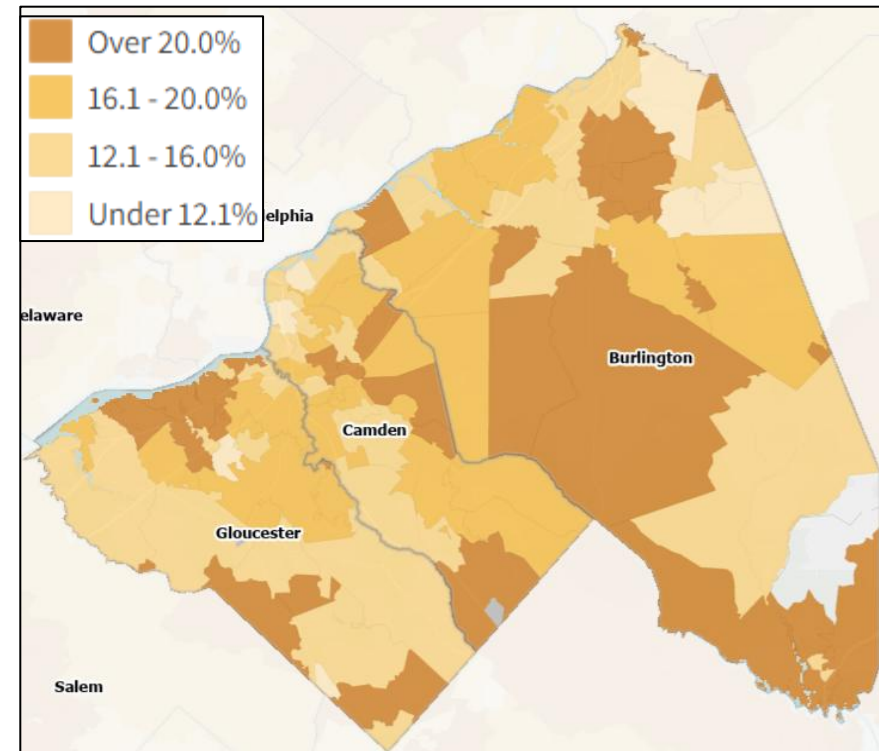 Over 20.0%
16.1 - 20.0%
12.1 - 16.0%
Under 12.1%
elphia
elaware
Burlington
Camden
Gloucester
Salem